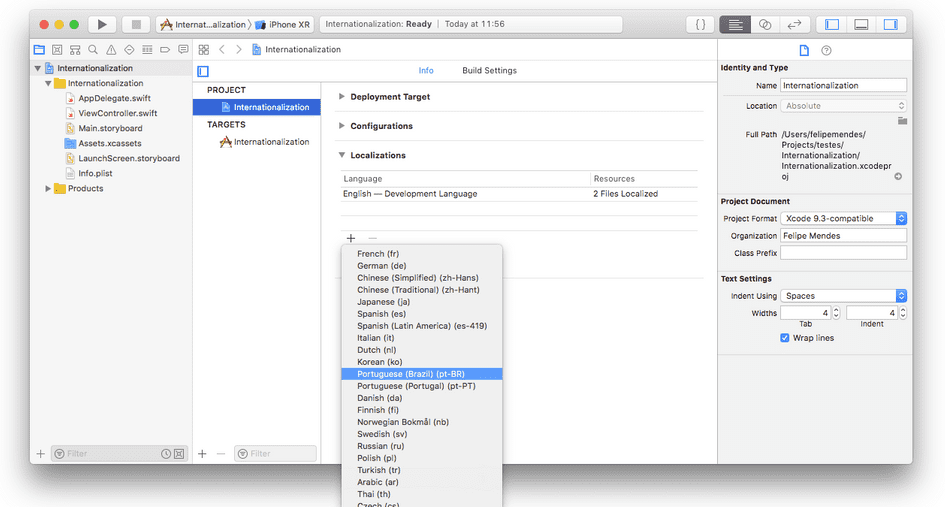 Internat...alization
iPhone XR
Internationalization: Ready | Today at 11:56
{ }
Internationalization
Internationalization
AppDelegate.swift
ViewController.swift
Main.storyboard
Assets.xcassets
LaunchScreen.storyboard
Info.plist
Products
Filter
Internationalization
Info
Build Settings
PROJECT
Internationalization
TARGETS
Internationalization
Filter
Deployment Target
Configurations
Localizations
Language
Resources
English — Development Language
2 Files Localized
French (fr)
German (de)
Chinese (Simplified) (zh-Hans)
Chinese (Traditional) (zh-Hant)
Japanese (ja)
Spanish (es)
Spanish (Latin America) (es-419)
Italian (it)
Dutch (nl)
Korean (ko)
Portuguese (Brazil) (pt-BR)
Portuguese (Portugal) (pt-PT)
Danish (da)
Finnish (fi)
Norwegian Bokmål (nb)
Swedish (sv)
Russian (ru)
Polish (pl)
Turkish (tr)
Arabic (ar)
Thai (th)
Czech (cs)
Identity and Type
Name
Internationalization
Location
Absolute
Full Path
/Users/felipemendes/
Projects/testes/
Internationalization/
Internationalization.xcodepr
oj
Project Document
Project Format
Xcode 9.3-compatible
Organization
Felipe Mendes
Class Prefix
Text Settings
Indent Using
Spaces
Widths
4
4
Tab
Indent
Wrap lines